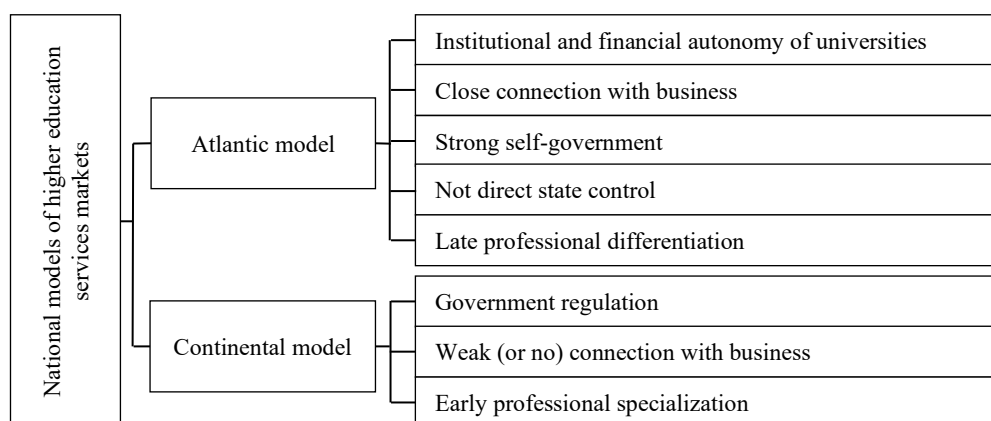 National models of higher education
services markets
Atlantic model
Institutional and financial autonomy of universities
Close connection with business
Strong self-government
Not direct state control
Late professional differentiation
Continental model
Government regulation
Weak (or no) connection with business
Early professional specialization